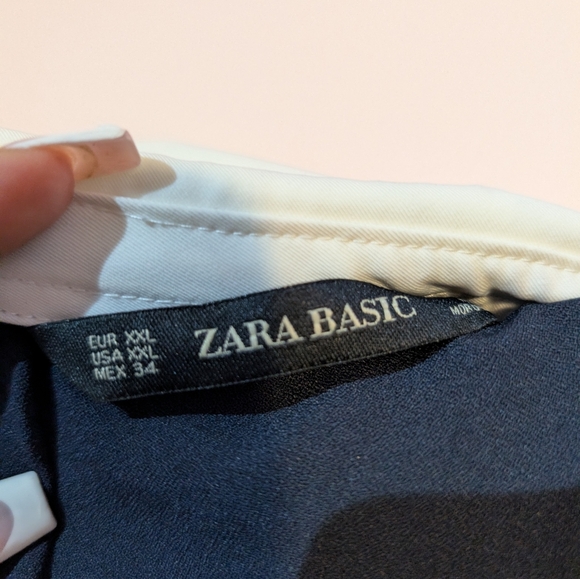 EUR XXL
USA XXL
MEX 34
ZARA BASIC